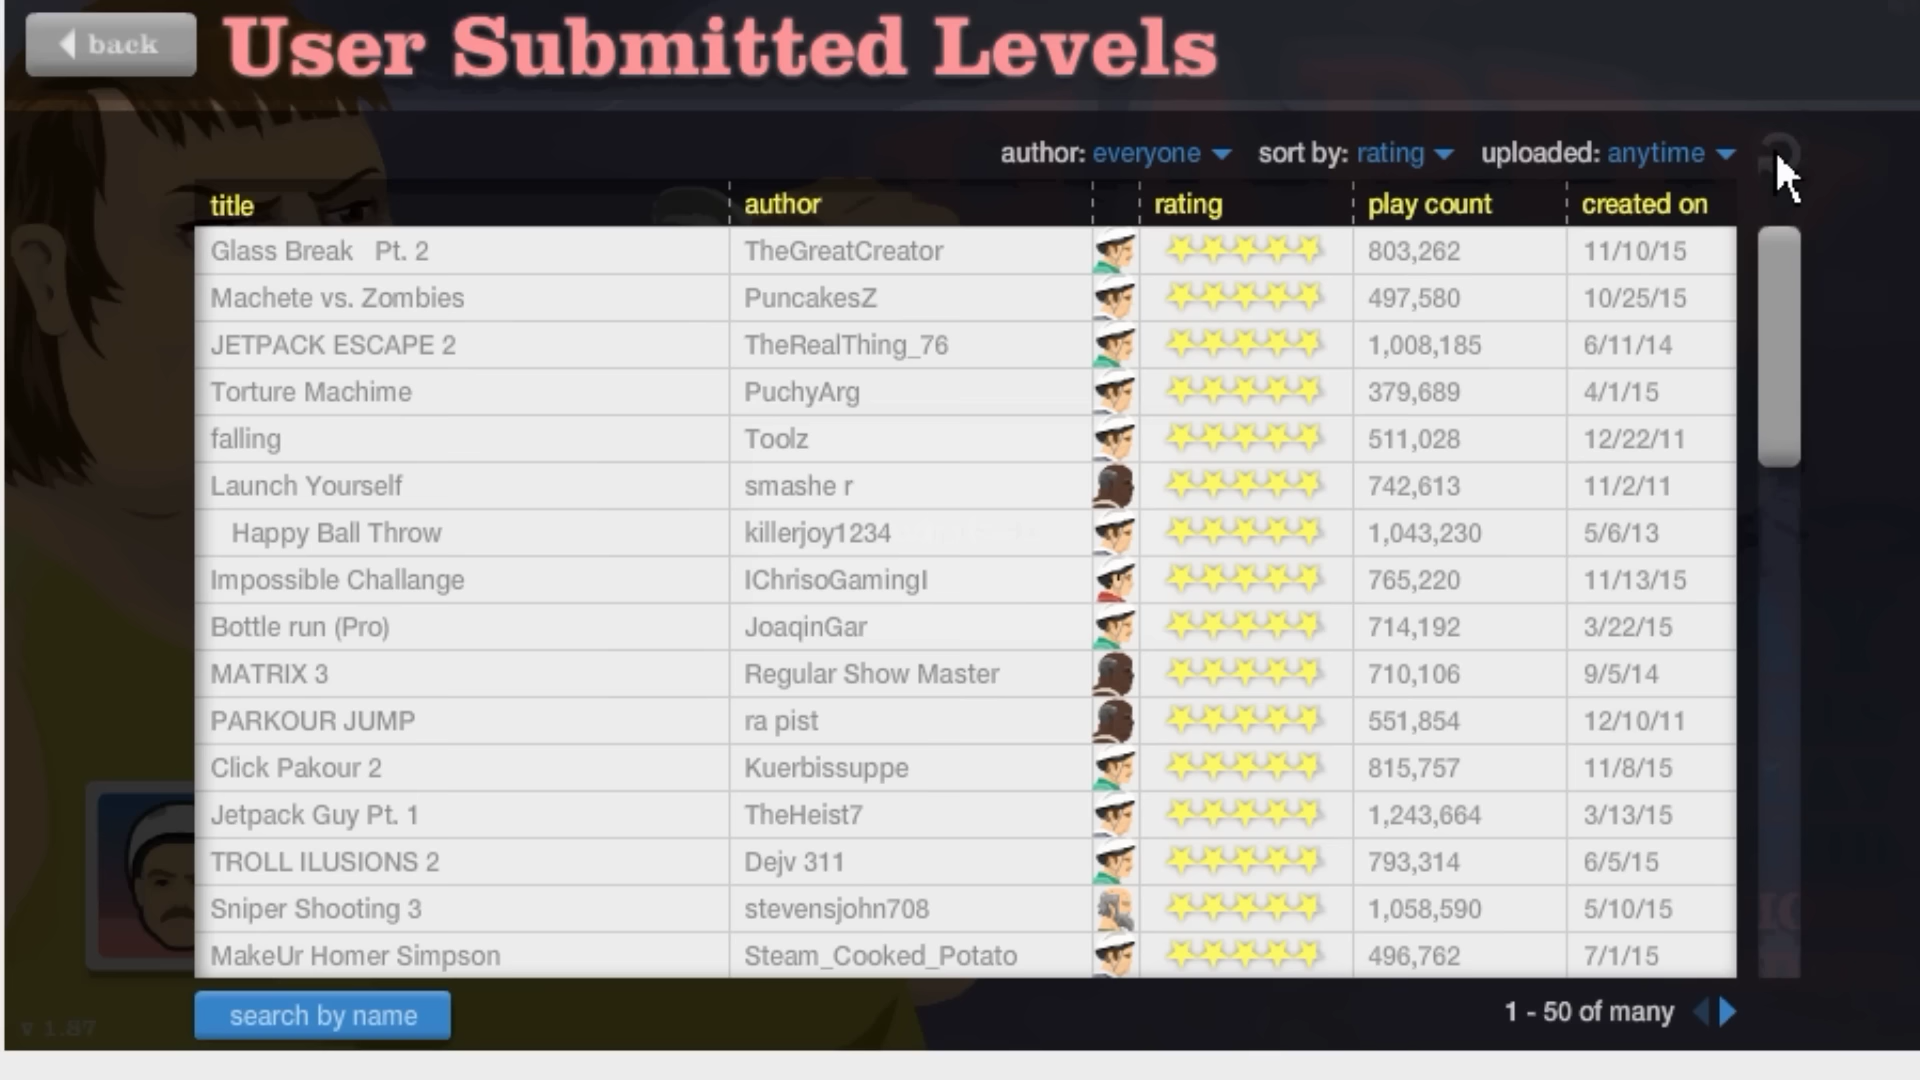 back
User Submitted Levels
author: everyone sort by: rating uploaded: anytime
title author rating play count created on
Glass Break Pt. 2 TheGreatCreator 803,262 11/10/15
Machete vs. Zombies PuncakesZ 497,580 10/25/15
JETPACK ESCAPE 2 TheRealThing_76 1,008,185 6/11/14
Torture Machime PuchyArg 379,689 4/1/15
falling Toolz 511,028 12/22/11
Launch Yourself smashe r 742,613 11/2/11
Happy Ball Throw killerjoy1234 1,043,230 5/6/13
Impossible Challange IChrisoGamingI 765,220 11/13/15
Bottle run (Pro) JoaqinGar 714,192 3/22/15
MATRIX 3 Regular Show Master 710,106 9/5/14
PARKOUR JUMP ra pist 551,854 12/10/11
Click Pakour 2 Kuerbissuppe 815,757 11/8/15
Jetpack Guy Pt. 1 TheHeist7 1,243,664 3/13/15
TROLL ILUSIONS 2 Dejv 311 793,314 6/5/15
Sniper Shooting 3 stevensjohn708 1,058,590 5/10/15
MakeUr Homer Simpson Steam_Cooked_Potato 496,762 7/1/15
search by name 1 - 50 of many
v 1.87